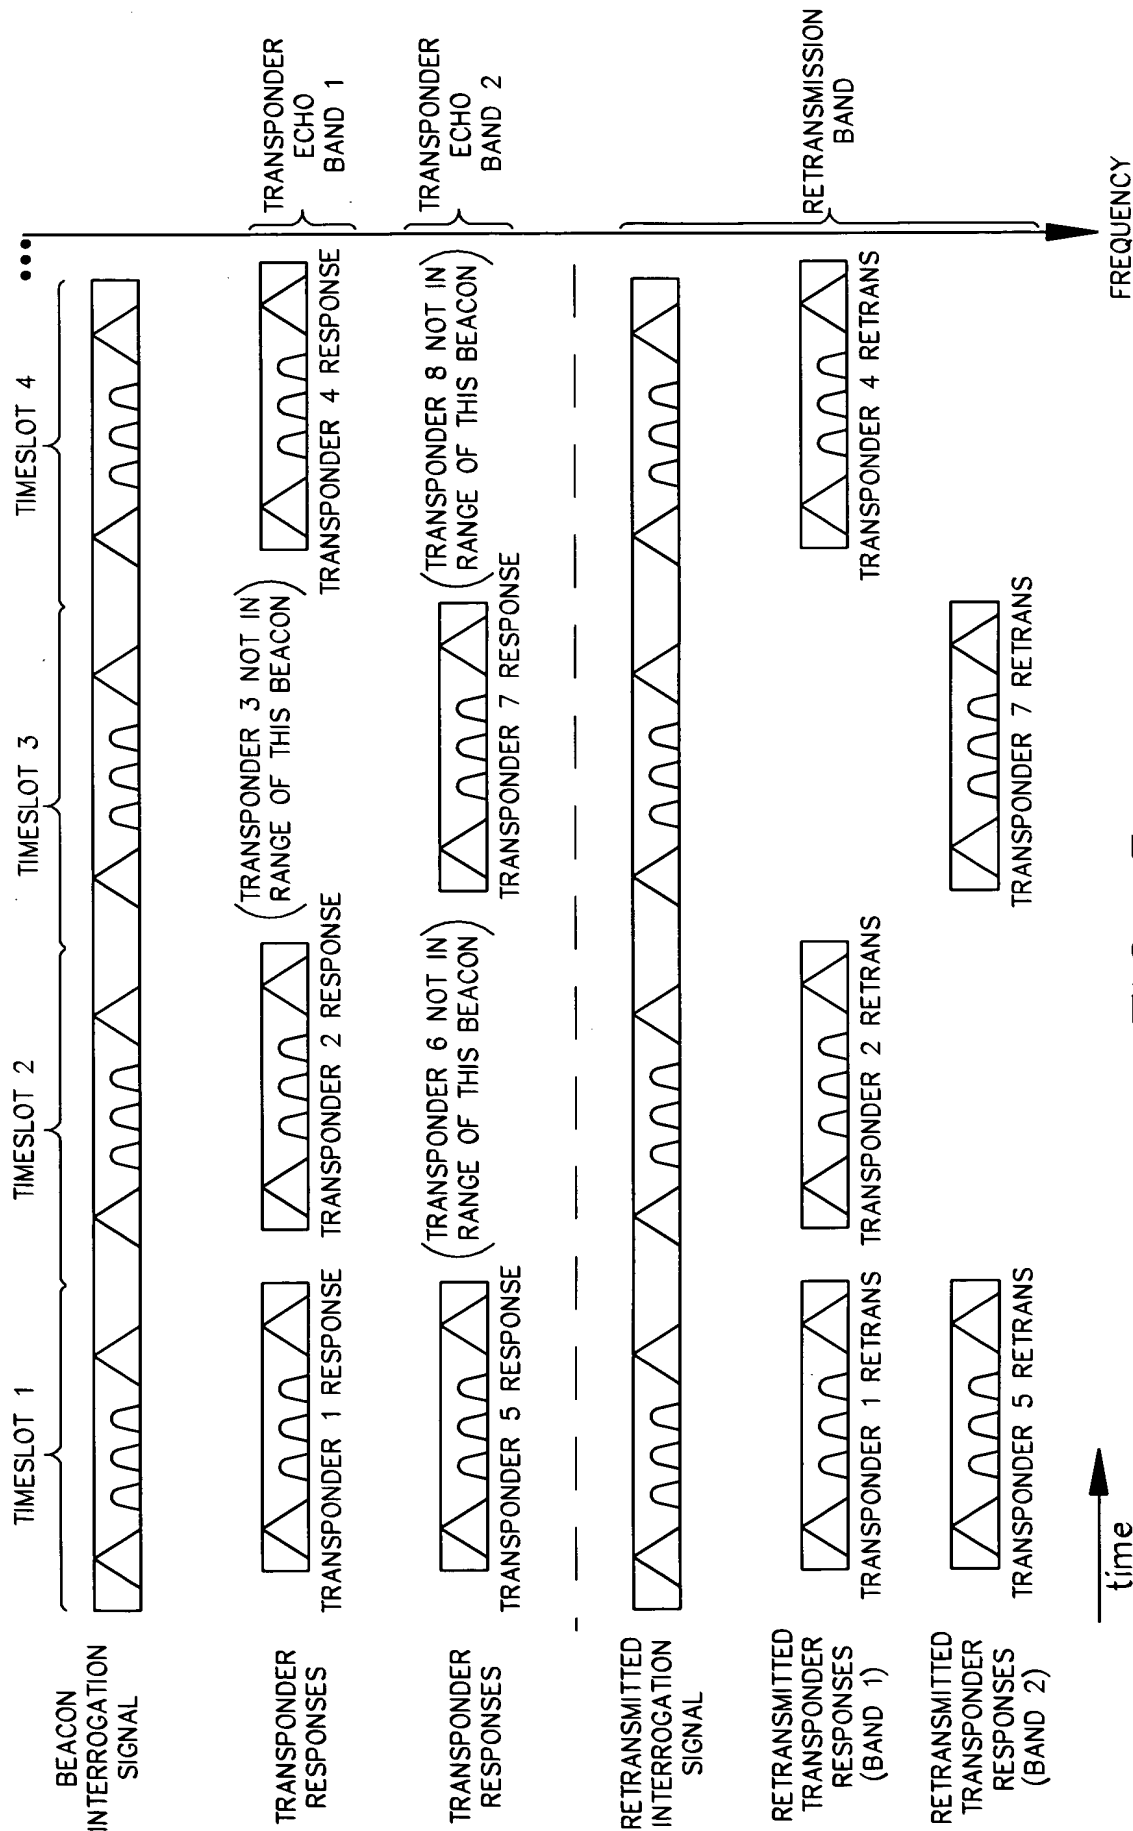 TIMESLOT 1
TIMESLOT 2
TIMESLOT 3
TIMESLOT 4
BEACON
INTERROGATION
SIGNAL
TRANSPONDER
RESPONSES
TRANSPONDER 1 RESPONSE
TRANSPONDER 2 RESPONSE
(TRANSPONDER 3 NOT IN
RANGE OF THIS BEACON)
TRANSPONDER 4 RESPONSE
TRANSPONDER
ECHO
BAND 1
TRANSPONDER
RESPONSES
TRANSPONDER 5 RESPONSE
(TRANSPONDER 6 NOT IN
RANGE OF THIS BEACON)
TRANSPONDER 7 RESPONSE
(TRANSPONDER 8 NOT IN
RANGE OF THIS BEACON)
TRANSPONDER
ECHO
BAND 2
RETRANSMITTED
INTERROGATION
SIGNAL
RETRANSMITTED
TRANSPONDER
RESPONSES
(BAND 1)
TRANSPONDER 1 RETRANS
TRANSPONDER 2 RETRANS
TRANSPONDER 4 RETRANS
RETRANSMISSION
BAND
RETRANSMITTED
TRANSPONDER
RESPONSES
(BAND 2)
TRANSPONDER 5 RETRANS
TRANSPONDER 7 RETRANS
time
FREQUENCY